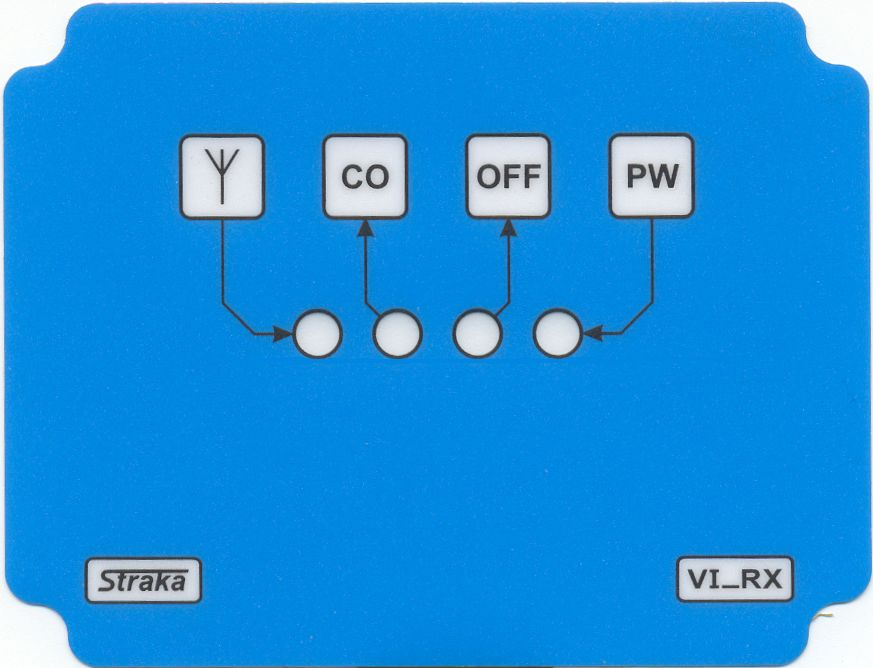 CO
OFF
PW
Straka
VI_RX